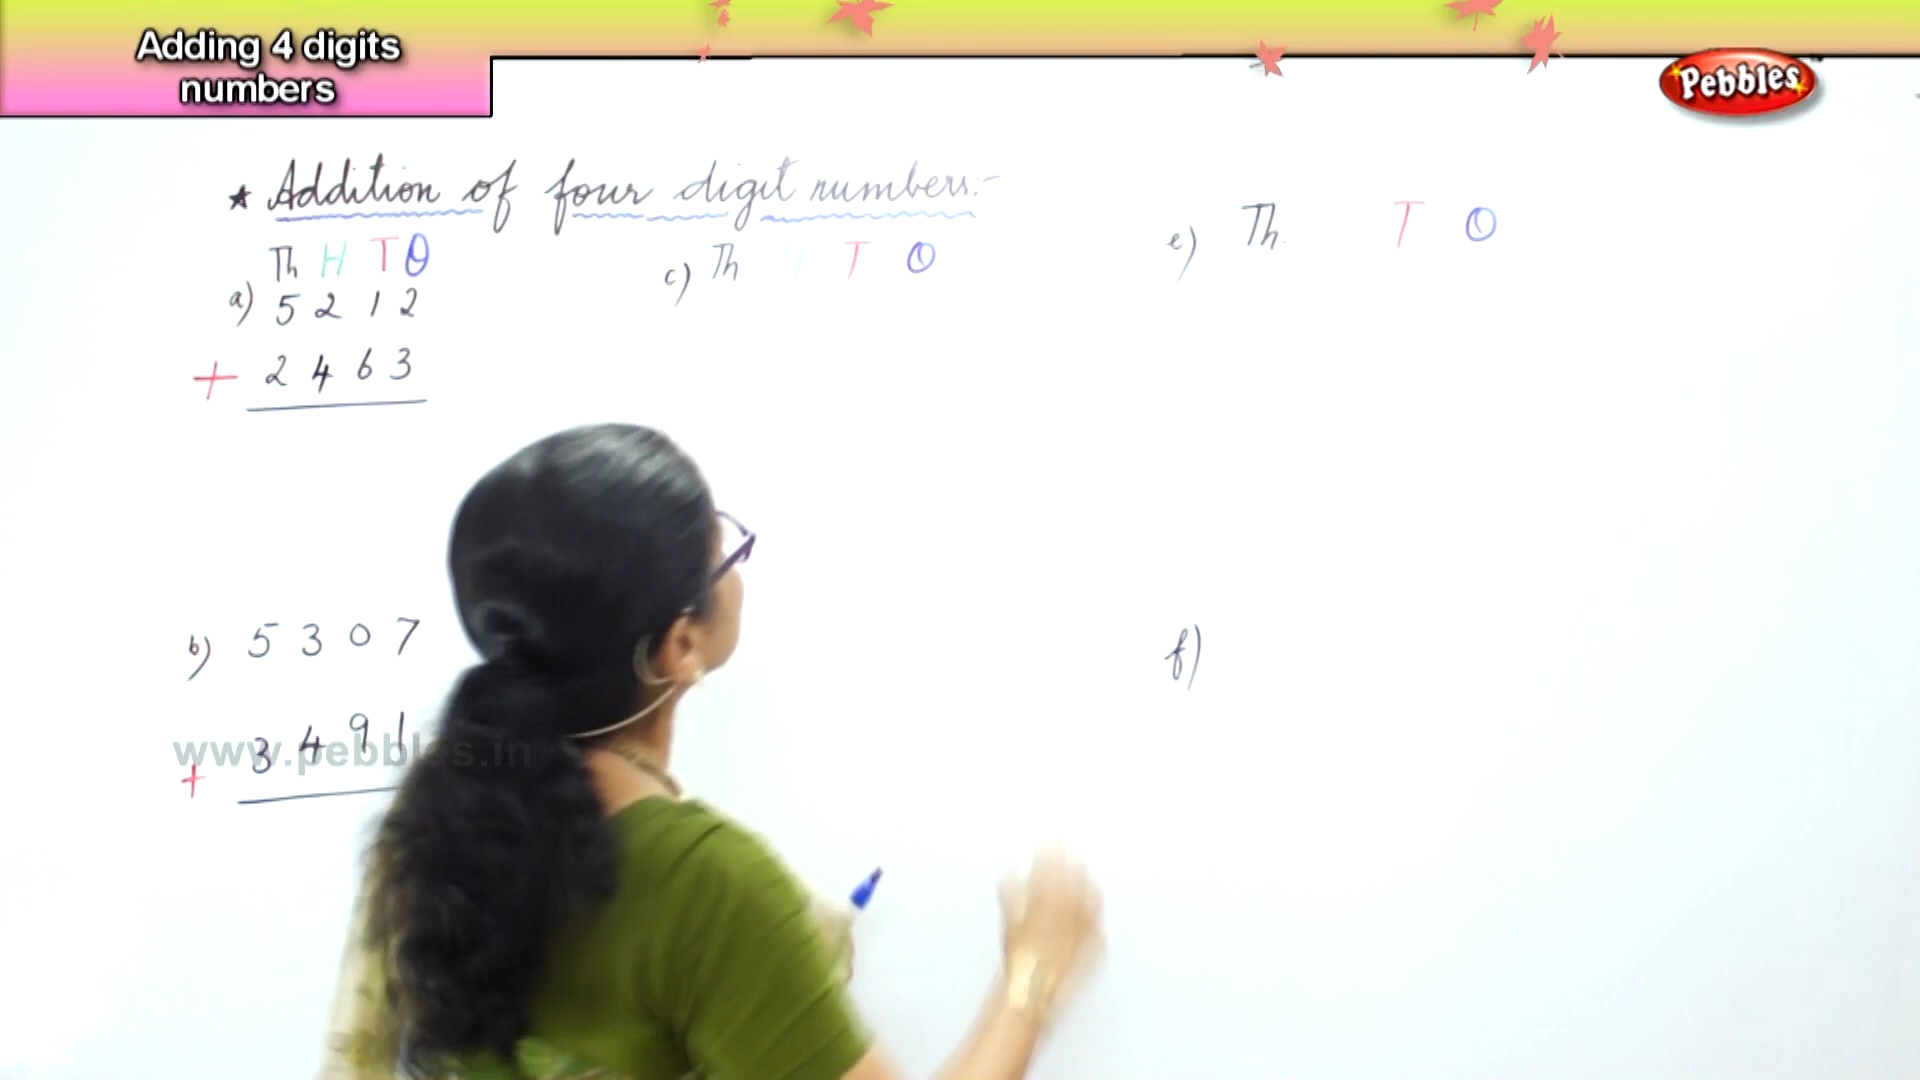 Adding 4 digits
numbers
Pebbles
★ Addition of four digit numbers:-
Th H T O
a) 5 2 1 2
+ 2 4 6 3
b) 5 3 0 7
+ 3 4 9 1
www.pebbles.in
c) Th H T O
e) Th T O
f)